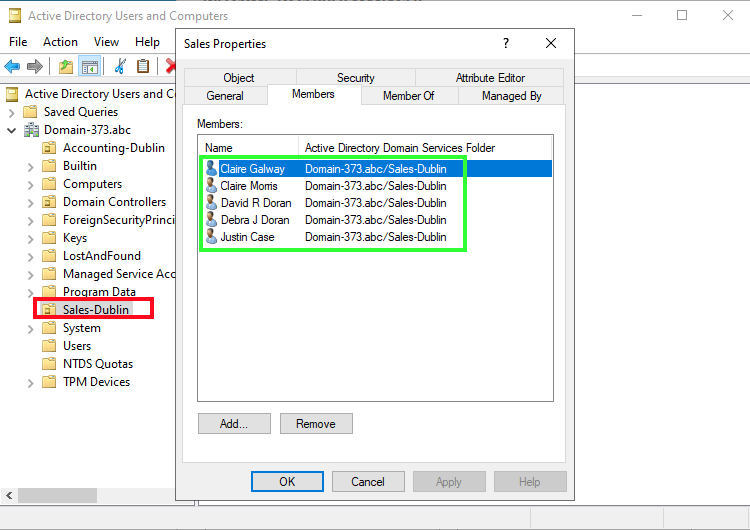 Active Directory Users and Computers
File Action View Help
Active Directory Users and C
Saved Queries
Domain-373.abc
Accounting-Dublin
Builtin
Computers
Domain Controllers
ForeignSecurityPrinci
Keys
LostAndFound
Managed Service Acc
Program Data
Sales-Dublin
System
Users
NTDS Quotas
TPM Devices
Sales Properties
?
Object Security Attribute Editor
General Members Member Of Managed By
Members:
Name Active Directory Domain Services Folder
Claire Galway Domain-373.abc/Sales-Dublin
Claire Morris Domain-373.abc/Sales-Dublin
David R Doran Domain-373.abc/Sales-Dublin
Debra J Doran Domain-373.abc/Sales-Dublin
Justin Case Domain-373.abc/Sales-Dublin
Add... Remove
OK Cancel Apply Help